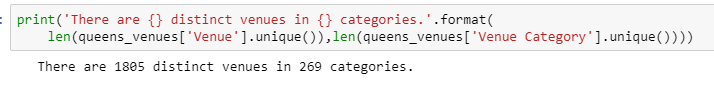 print('There are {} distinct venues in {} categories.'.format(
len(queens_venues['Venue'].unique()),len(queens_venues['Venue Category'].unique())))
There are 1805 distinct venues in 269 categories.